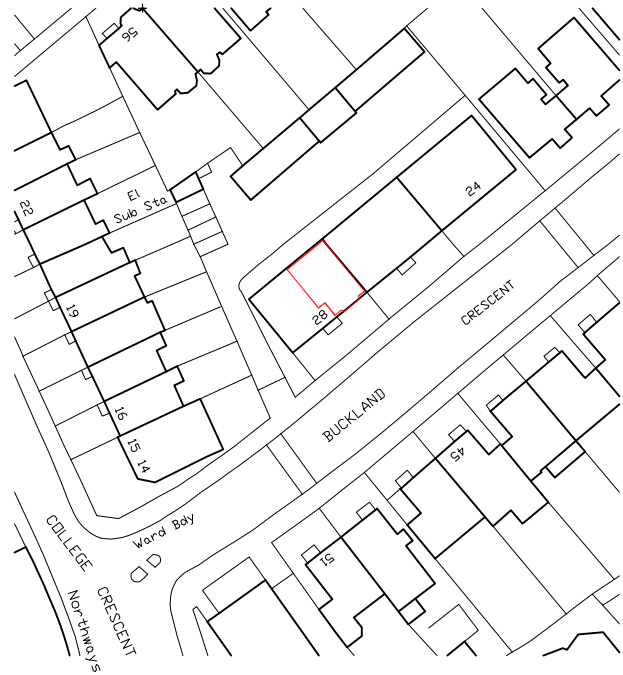 56
22
El
Sub Sta
24
19
28
CRESCENT
BUCKLAND
16
15
14
45
COLLEGE
CRESCENT
Ward Bdy
51
Northways